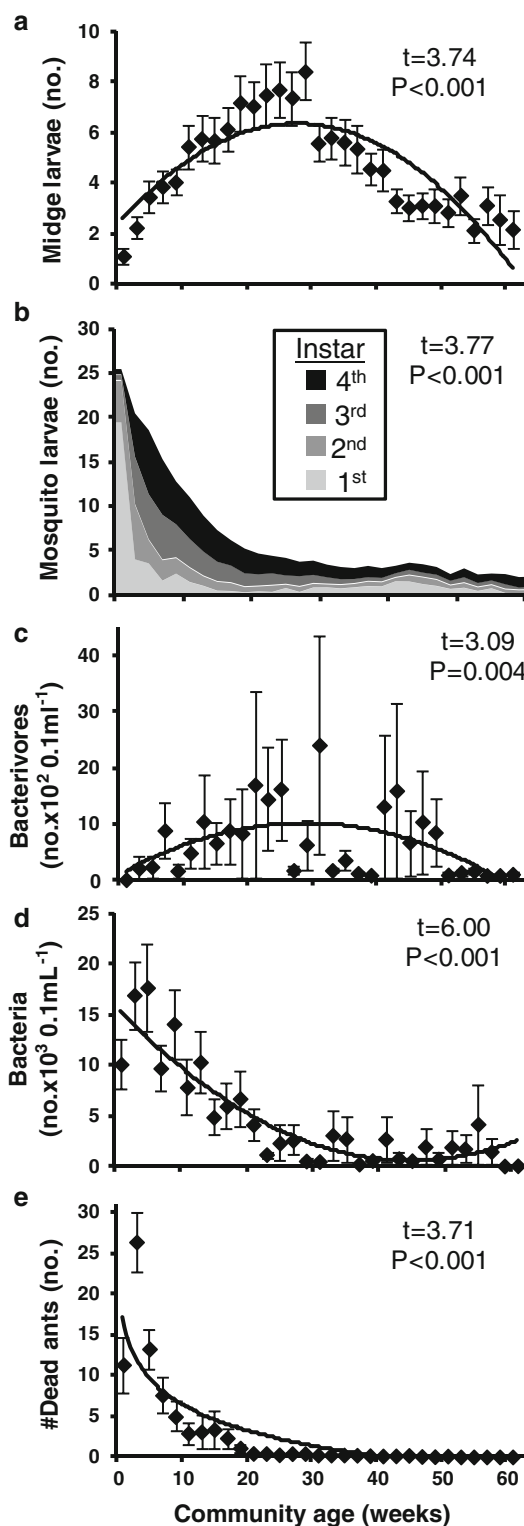 a
10
8
6
4
2
0
Midge larvae (no.)
t=3.74
P<0.001
b
30
25
20
15
10
5
0
Mosquito larvae (no.)
Instar
4th
3rd
2nd
1st
t=3.77
P<0.001
c
40
30
20
10
0
Bacterivores
(no.x10² 0.1ml⁻¹)
t=3.09
P=0.004
d
25
20
15
10
5
0
Bacteria
(no.x10³ 0.1mL⁻¹)
t=6.00
P<0.001
e
30
25
20
15
10
5
0
#Dead ants (no.)
t=3.71
P<0.001
0 10 20 30 40 50 60
Community age (weeks)